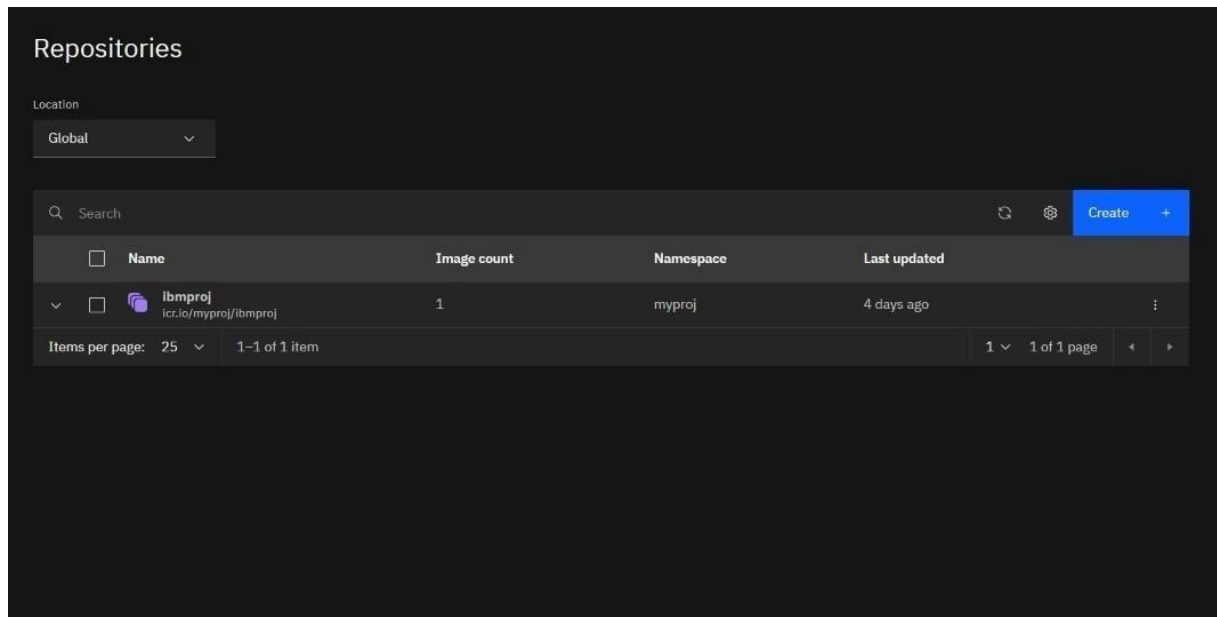 Repositories
Location
Global
Search
Create +
Name Image count Namespace Last updated
ibmproj 1 myproj 4 days ago
icr.io/myproj/ibmproj
Items per page: 25 1–1 of 1 item 1 1 of 1 page